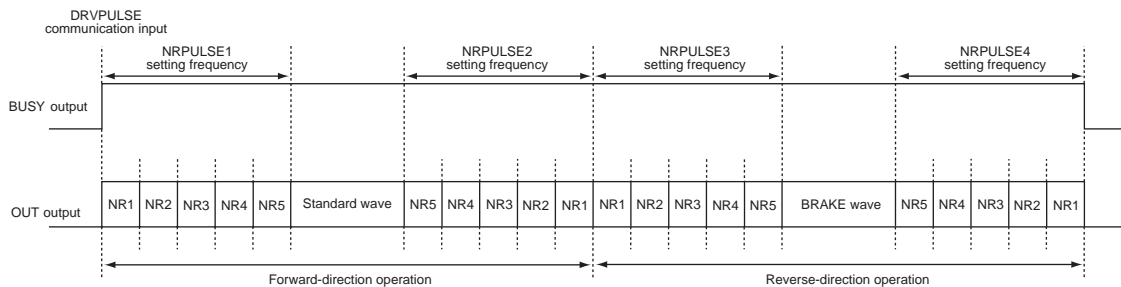 DRVPULSE
communication input
NRPULSE1
setting frequency
NRPULSE2
setting frequency
NRPULSE3
setting frequency
NRPULSE4
setting frequency
BUSY output
OUT output
NR1 NR2 NR3 NR4 NR5 Standard wave NR5 NR4 NR3 NR2 NR1 NR1 NR2 NR3 NR4 NR5 BRAKE wave NR5 NR4 NR3 NR2 NR1
Forward-direction operation
Reverse-direction operation